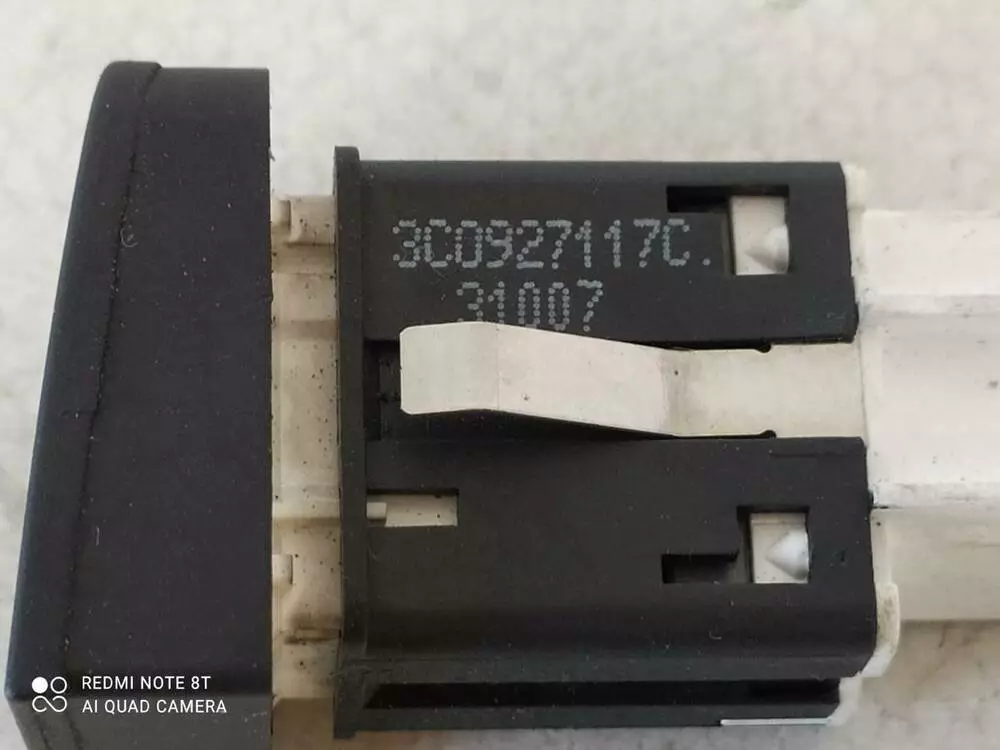 3C0927117C.
31007
REDMI NOTE 8T
AI QUAD CAMERA